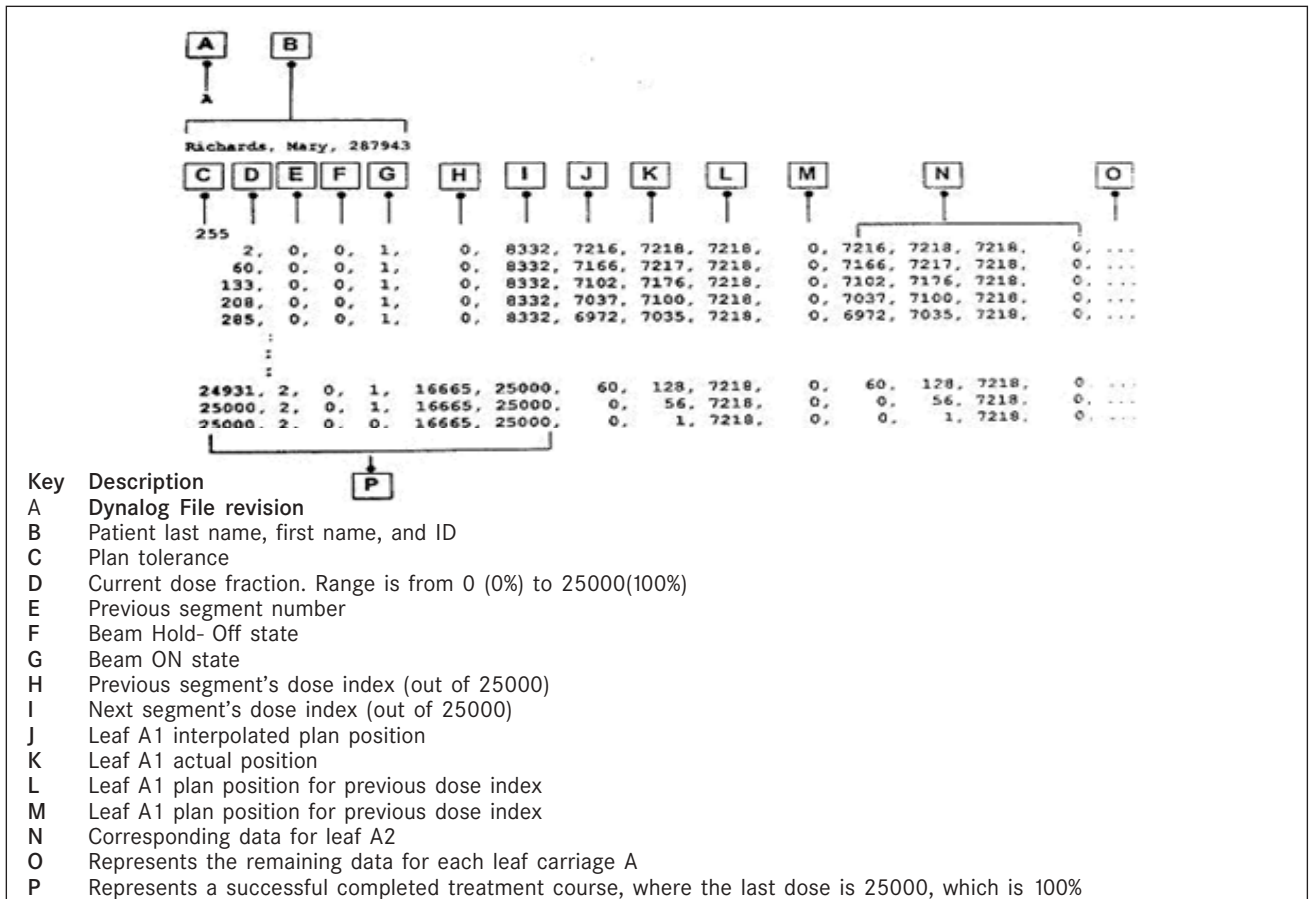 A B
A
Richards, Mary, 287943
C D E F G H I J K L M N O
255
2, 0, 0, 1, 0, 8332, 7216, 7218, 7218, 0, 7216, 7218, 7218, 0, ...
60, 0, 0, 1, 0, 8332, 7166, 7217, 7218, 0, 7166, 7217, 7218, 0, ...
133, 0, 0, 1, 0, 8332, 7102, 7176, 7218, 0, 7102, 7176, 7218, 0, ...
208, 0, 0, 1, 0, 8332, 7037, 7100, 7218, 0, 7037, 7100, 7218, 0, ...
285, 0, 0, 1, 0, 8332, 6972, 7035, 7218, 0, 6972, 7035, 7218, 0, ...
:
:
:
24931, 2, 0, 1, 16665, 25000, 60, 128, 7218, 0, 60, 128, 7218, 0. ...
25000, 2, 0, 1, 16665, 25000, 0, 56, 7218, 0, 0, 56, 7218, 0, ...
25000, 2, 0, 0, 16665, 25000, 0, 1, 7218, 0, 0, 1, 7218, 0, ...
P
Key Description
A Dynalog File revision
B Patient last name, first name, and ID
C Plan tolerance
D Current dose fraction. Range is from 0 (0%) to 25000(100%)
E Previous segment number
F Beam Hold- Off state
G Beam ON state
H Previous segment's dose index (out of 25000)
I Next segment's dose index (out of 25000)
J Leaf A1 interpolated plan position
K Leaf A1 actual position
L Leaf A1 plan position for previous dose index
M Leaf A1 plan position for previous dose index
N Corresponding data for leaf A2
O Represents the remaining data for each leaf carriage A
P Represents a successful completed treatment course, where the last dose is 25000, which is 100%